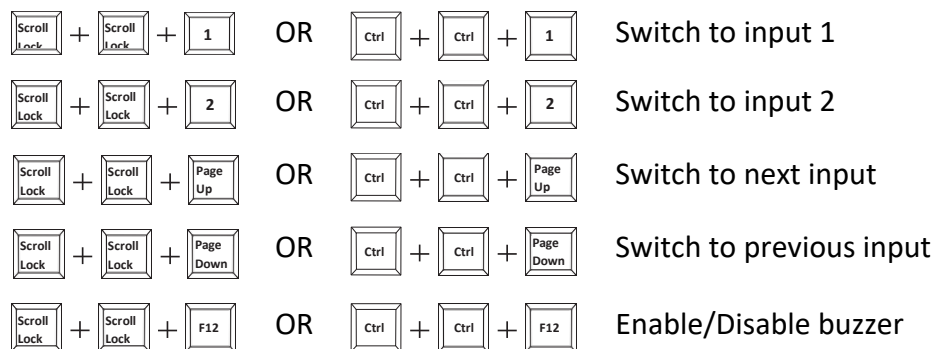 Scroll Lock + Scroll Lock + 1 OR Ctrl + Ctrl + 1 Switch to input 1
Scroll Lock + Scroll Lock + 2 OR Ctrl + Ctrl + 2 Switch to input 2
Scroll Lock + Scroll Lock + Page Up OR Ctrl + Ctrl + Page Up Switch to next input
Scroll Lock + Scroll Lock + Page Down OR Ctrl + Ctrl + Page Down Switch to previous input
Scroll Lock + Scroll Lock + F12 OR Ctrl + Ctrl + F12 Enable/Disable buzzer